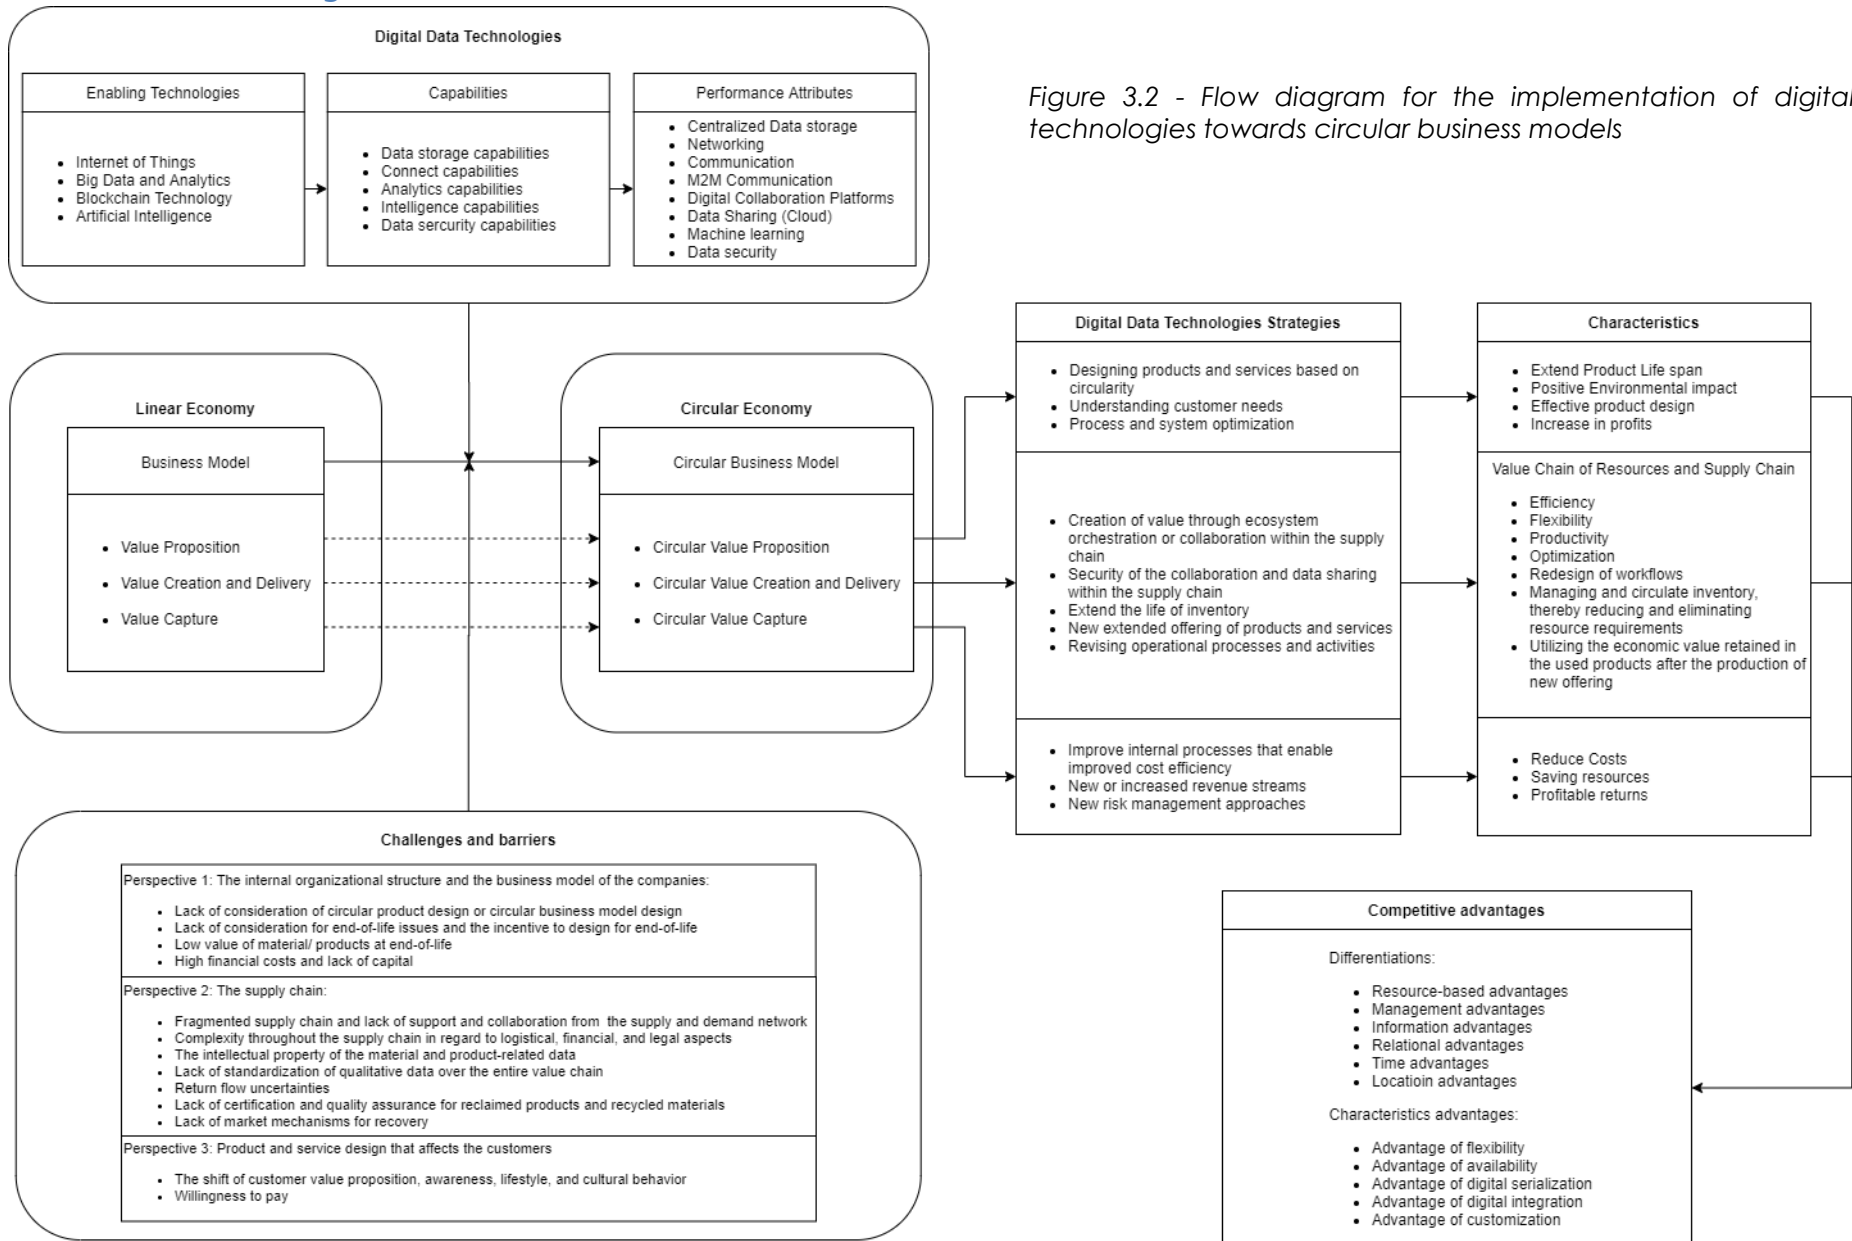 Digital Data Technologies
Enabling Technologies
• Internet of Things
• Big Data and Analytics
• Blockchain Technology
• Artificial Intelligence
Capabilities
• Data storage capabilities
• Connect capabilities
• Analytics capabilities
• Intelligence capabilities
• Data sercurity capabilities
Performance Attributes
• Centralized Data storage
• Networking
• Communication
• M2M Communication
• Digital Collaboration Platforms
• Data Sharing (Cloud)
• Machine learning
• Data security
Figure 3.2 - Flow diagram for the implementation of digital
technologies towards circular business models
Linear Economy
Business Model
• Value Proposition
• Value Creation and Delivery
• Value Capture
Circular Economy
Circular Business Model
• Circular Value Proposition
• Circular Value Creation and Delivery
• Circular Value Capture
Digital Data Technologies Strategies
• Designing products and services based on
circularity
• Understanding customer needs
• Process and system optimization
• Creation of value through ecosystem
orchestration or collaboration within the supply
chain
• Security of the collaboration and data sharing
within the supply chain
• Extend the life of inventory
• New extended offering of products and services
• Revising operational processes and activities
• Improve internal processes that enable
improved cost efficiency
• New or increased revenue streams
• New risk management approaches
Characteristics
• Extend Product Life span
• Positive Environmental impact
• Effective product design
• Increase in profits
Value Chain of Resources and Supply Chain
• Efficiency
• Flexibility
• Productivity
• Optimization
• Redesign of workflows
• Managing and circulate inventory,
thereby reducing and eliminating
resource requirements
• Utilizing the economic value retained in
the used products after the production of
new offering
• Reduce Costs
• Saving resources
• Profitable returns
Challenges and barriers
Perspective 1: The internal organizational structure and the business model of the companies:
• Lack of consideration of circular product design or circular business model design
• Lack of consideration for end-of-life issues and the incentive to design for end-of-life
• Low value of material/ products at end-of-life
• High financial costs and lack of capital
Perspective 2: The supply chain:
• Fragmented supply chain and lack of support and collaboration from the supply and demand network
• Complexity throughout the supply chain in regard to logistical, financial, and legal aspects
• The intellectual property of the material and product-related data
• Lack of standardization of qualitative data over the entire value chain
• Return flow uncertainties
• Lack of certification and quality assurance for reclaimed products and recycled materials
• Lack of market mechanisms for recovery
Perspective 3: Product and service design that affects the customers
• The shift of customer value proposition, awareness, lifestyle, and cultural behavior
• Willingness to pay
Competitive advantages
Differentiations:
• Resource-based advantages
• Management advantages
• Information advantages
• Relational advantages
• Time advantages
• Locatioin advantages
Characteristics advantages:
• Advantage of flexibility
• Advantage of availability
• Advantage of digital serialization
• Advantage of digital integration
• Advantage of customization